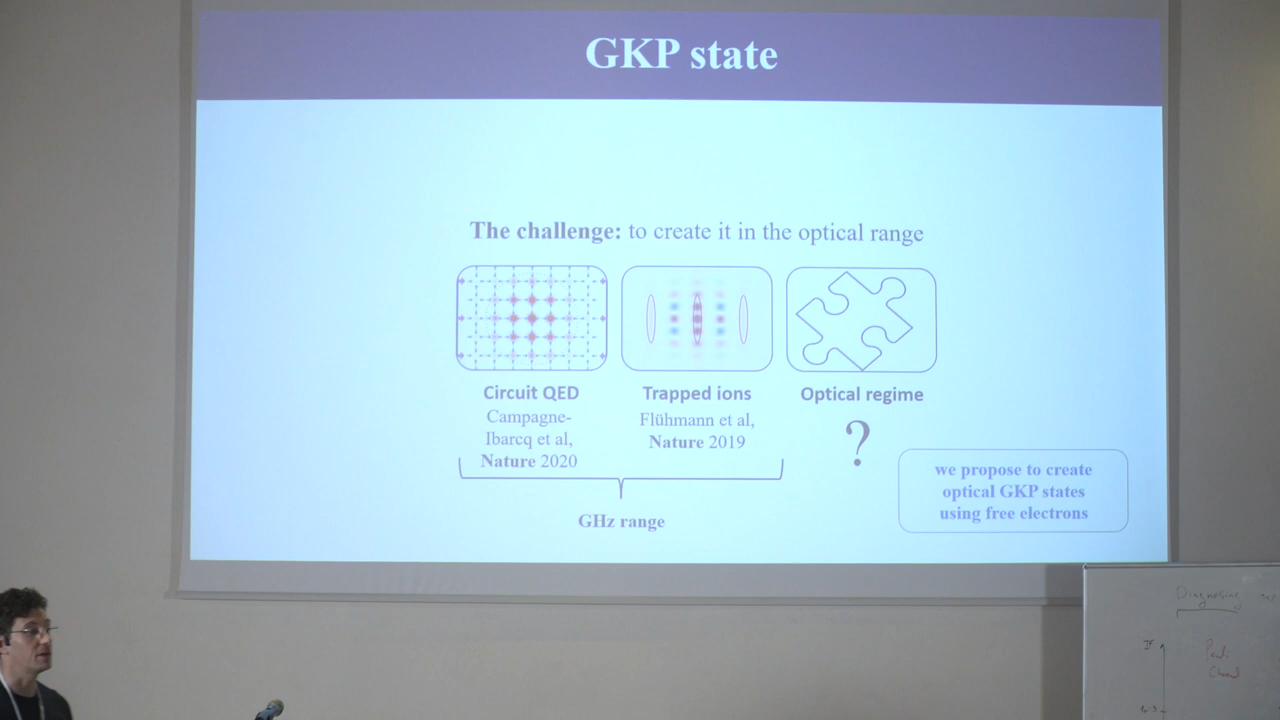 GKP state
The challenge: to create it in the optical range
Circuit QED
Campagne-
Ibarcq et al,
Nature 2020
Trapped ions
Flühmann et al,
Nature 2019
Optical regime
?
GHz range
we propose to create
optical GKP states
using free electrons
Diagnosing